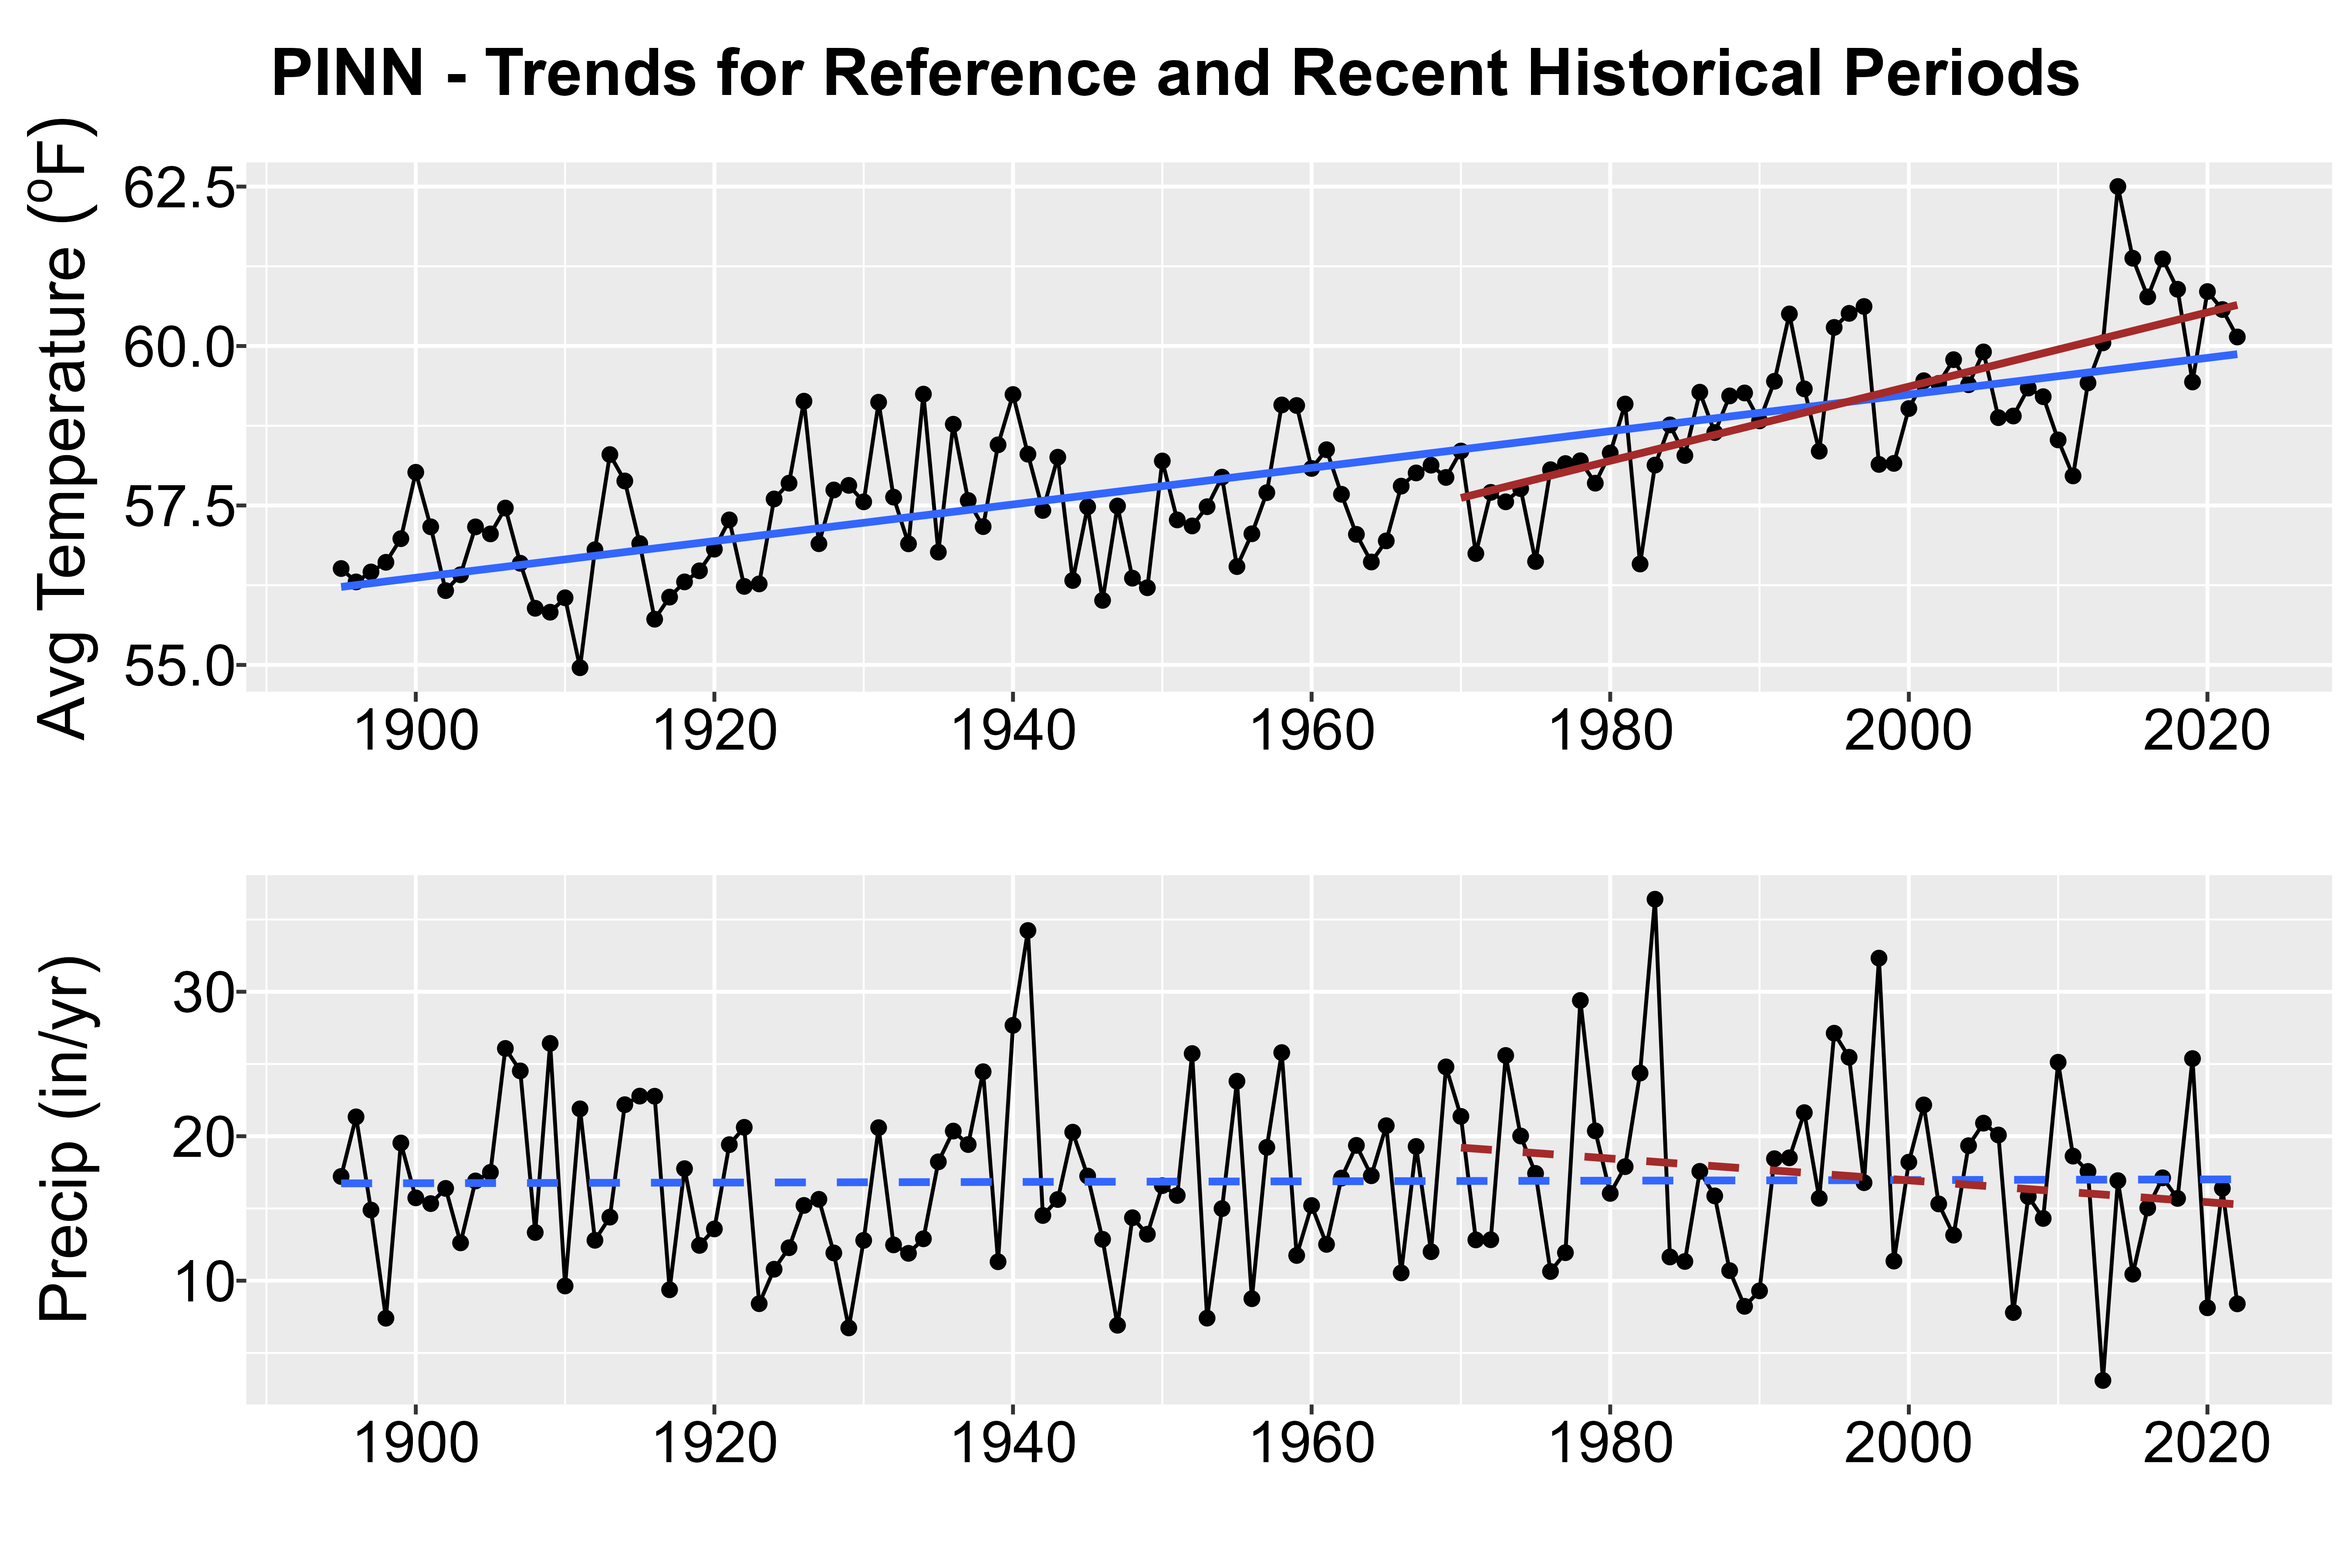 PINN - Trends for Reference and Recent Historical Periods
Avg Temperature (ºF)
62.5
60.0
57.5
55.0
1900 1920 1940 1960 1980 2000 2020
Precip (in/yr)
30
20
10
1900 1920 1940 1960 1980 2000 2020